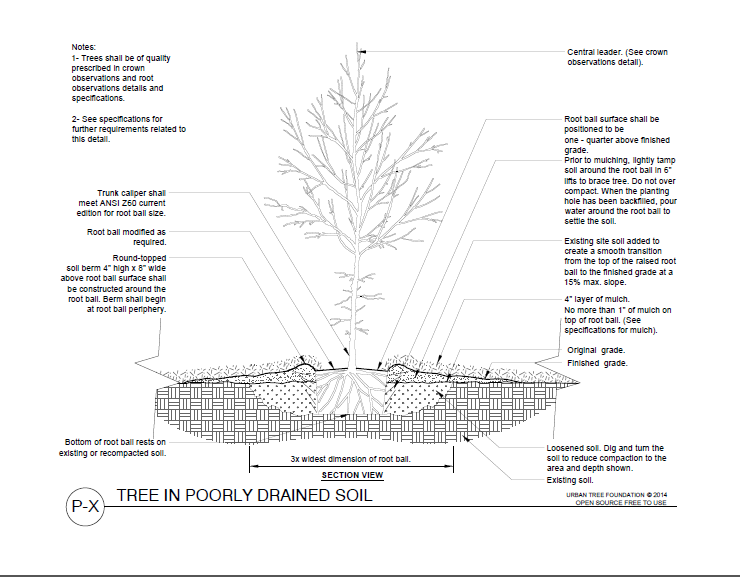 Notes:
1- Trees shall be of quality
prescribed in crown
observations and root
observations details and
specifications.
2- See specifications for
further requirements related to
this detail.
Trunk caliper shall
meet ANSI Z60 current
edition for root ball size.
Root ball modified as
required.
Round-topped
soil berm 4" high x 8" wide
above root ball surface shall
be constructed around the
root ball. Berm shall begin
at root ball periphery.
Bottom of root ball rests on
existing or recompacted soil.
Central leader. (See crown
observations detail).
Root ball surface shall be
positioned to be
one - quarter above finished
grade.
Prior to mulching, lightly tamp
soil around the root ball in 6"
lifts to brace tree. Do not over
compact. When the planting
hole has been backfilled, pour
water around the root ball to
settle the soil.
Existing site soil added to
create a smooth transition
from the top of the raised root
ball to the finished grade at a
15% max. slope.
4" layer of mulch.
No more than 1" of mulch on
top of root ball. (See
specifications for mulch).
Original grade.
Finished grade.
Loosened soil. Dig and turn the
soil to reduce compaction to the
area and depth shown.
Existing soil.
3x widest dimension of root ball.
SECTION VIEW
P-X
TREE IN POORLY DRAINED SOIL
URBAN TREE FOUNDATION © 2014
OPEN SOURCE FREE TO USE